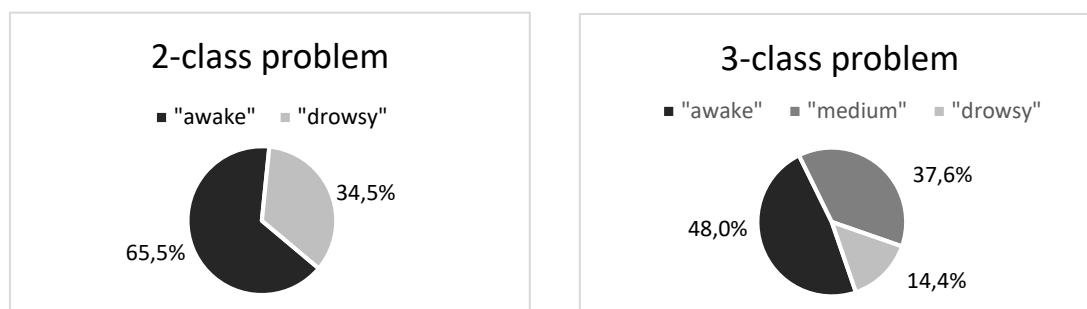 2-class problem
"awake" "drowsy"
34,5%
65,5%
3-class problem
"awake" "medium" "drowsy"
37,6%
48,0%
14,4%